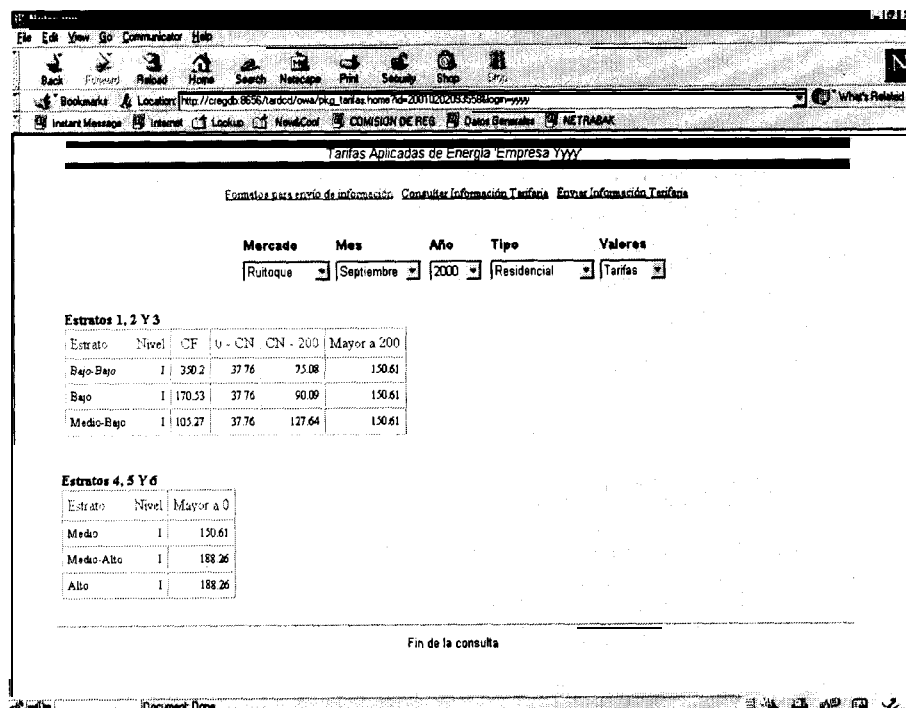 File Edit View Go Communicator Help
Back Forward Reload Home Search Netscape Print Security Shop Stop
Bookmarks Location: http://cregdb:8656/tardcd/owa/pkg_tarifas.home?id=20010202093558&login=yyyy What's Related
Instant Message Internet Lookup New&Cool COMISION DE REG Datos Generales NETRABAK
Tarifas Aplicadas de Energía 'Empresa Yyyy'
Formatos para envío de información Consultar Información Tarifaria Enviar Información Tarifaria
Mercado Mes Año Tipo Valores
Ruitoque Septiembre 2000 Residencial Tarifas
Estratos 1, 2 Y 3
Estrato Nivel CF 0 - CN CN - 200 Mayor a 200
Bajo-Bajo 1 350.2 37.76 75.08 150.61
Bajo 1 170.53 37.76 90.09 150.61
Medio-Bajo 1 105.27 37.76 127.64 150.61
Estratos 4, 5 Y 6
Estrato Nivel Mayor a 0
Medio 1 150.61
Medio-Alto 1 188.26
Alto 1 188.26
Fin de la consulta
Document Done